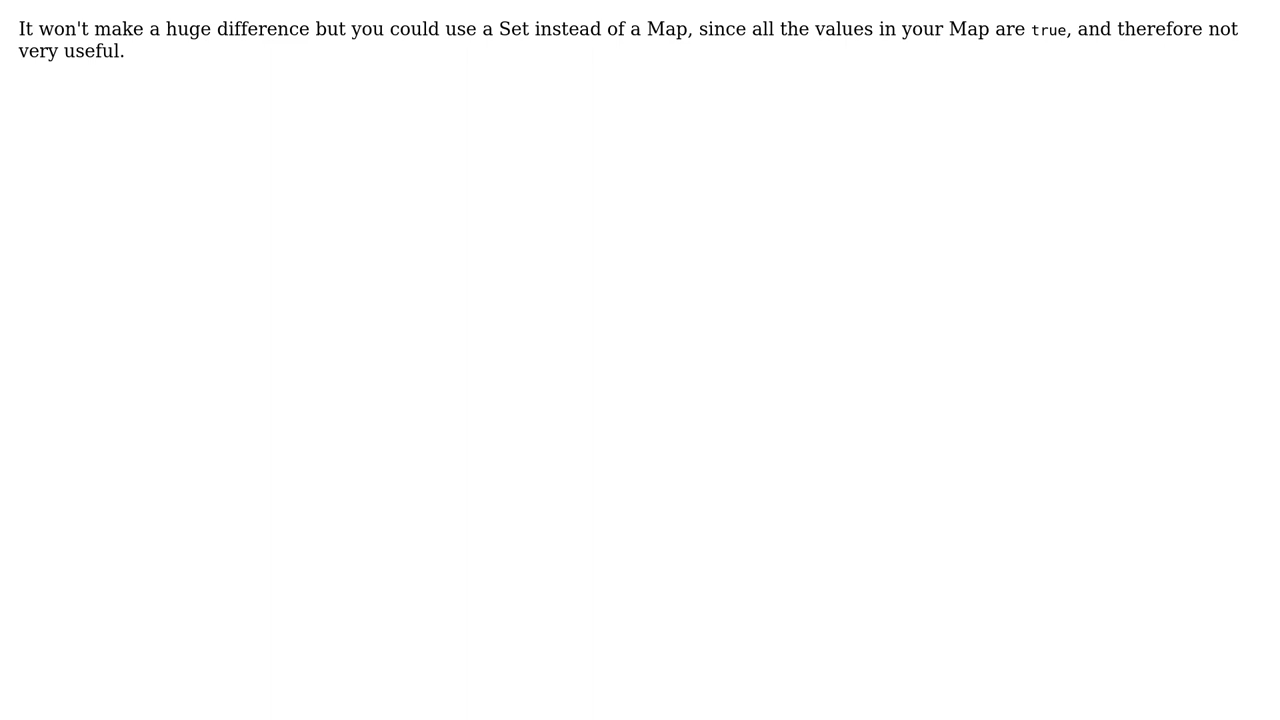 It won't make a huge difference but you could use a Set instead of a Map, since all the values in your Map are true, and therefore not
very useful.